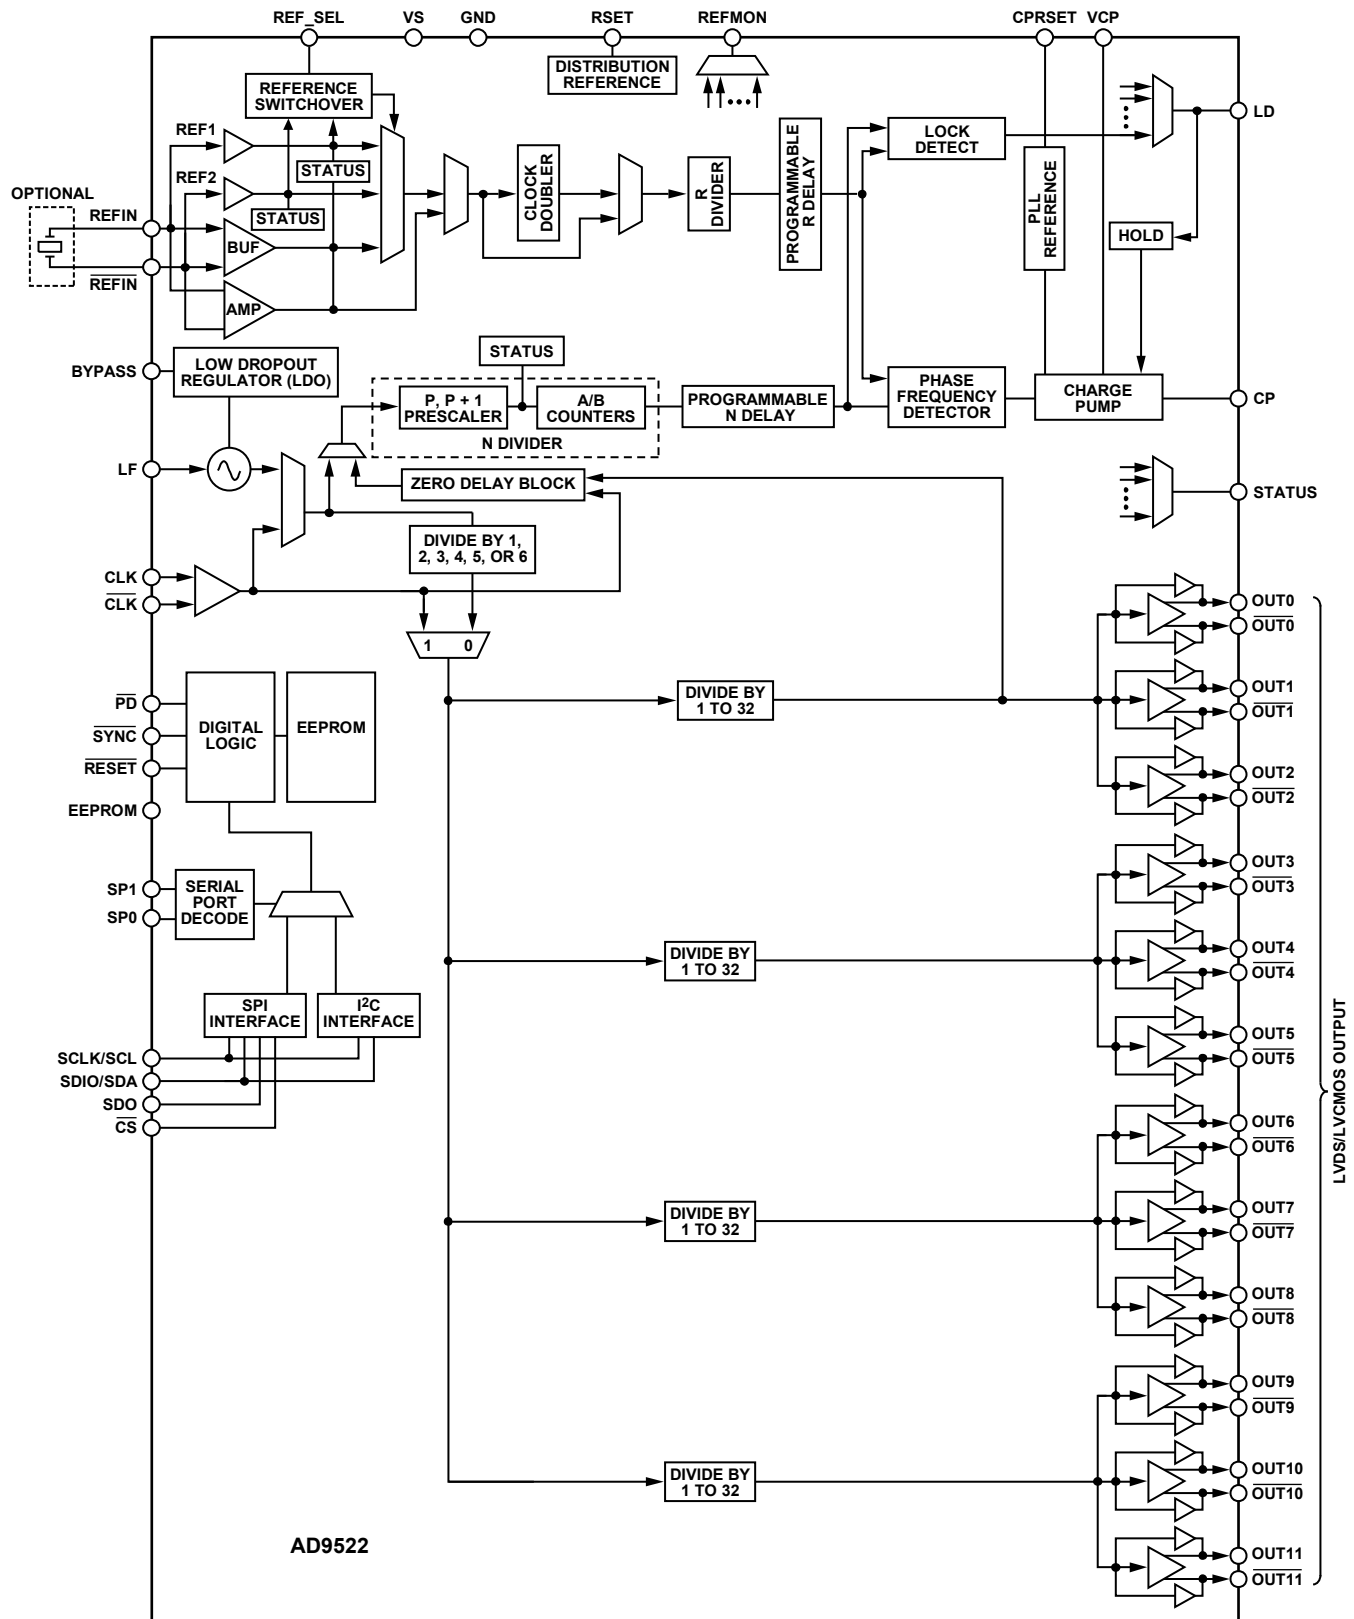 REF_SEL VS GND RSET REFMON CPRSET VCP
DISTRIBUTION
REFERENCE
REFERENCE
SWITCHOVER
REF1
STATUS
REF2
STATUS
OPTIONAL
REFIN
BUF
REFIN
AMP
CLOCK
DOUBLER
R
DIVIDER
PROGRAMMABLE
R DELAY
LOCK
DETECT
PLL
REFERENCE
LD
HOLD
BYPASS
LOW DROPOUT
REGULATOR (LDO)
STATUS
P, P + 1
PRESCALER
A/B
COUNTERS
N DIVIDER
PROGRAMMABLE
N DELAY
PHASE
FREQUENCY
DETECTOR
CHARGE
PUMP
CP
LF
ZERO DELAY BLOCK
STATUS
DIVIDE BY 1,
2, 3, 4, 5, OR 6
CLK
CLK
1 0
OUT0
OUT0
DIVIDE BY
1 TO 32
OUT1
OUT1
OUT2
OUT2
PD
SYNC
RESET
DIGITAL
LOGIC
EEPROM
EEPROM
SP1
SP0
SERIAL
PORT
DECODE
OUT3
OUT3
DIVIDE BY
1 TO 32
OUT4
OUT4
OUT5
OUT5
SPI
INTERFACE
I2C
INTERFACE
SCLK/SCL
SDIO/SDA
SDO
CS
LVDS/LVCMOS OUTPUT
OUT6
OUT6
DIVIDE BY
1 TO 32
OUT7
OUT7
OUT8
OUT8
OUT9
OUT9
DIVIDE BY
1 TO 32
OUT10
OUT10
OUT11
OUT11
AD9522